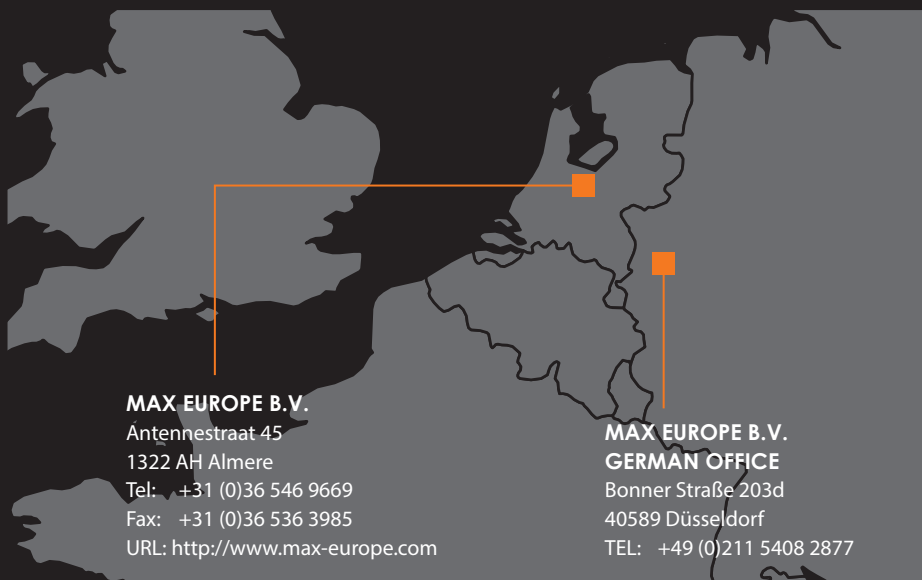 MAX EUROPE B.V.
Antennestraat 45
1322 AH Almere
Tel: +31 (0)36 546 9669
Fax: +31 (0)36 536 3985
URL: http://www.max-europe.com
MAX EUROPE B.V.
GERMAN OFFICE
Bonner Straße 203d
40589 Düsseldorf
TEL: +49 (0)211 5408 2877